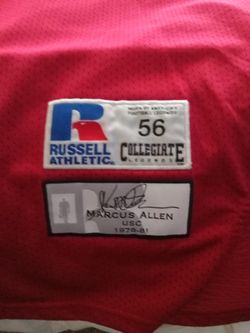 R
RUSSELL
ATHLETIC.
56
COLLEGIATE
LEGENDS
MARCUS ALLEN
USC
1978-81